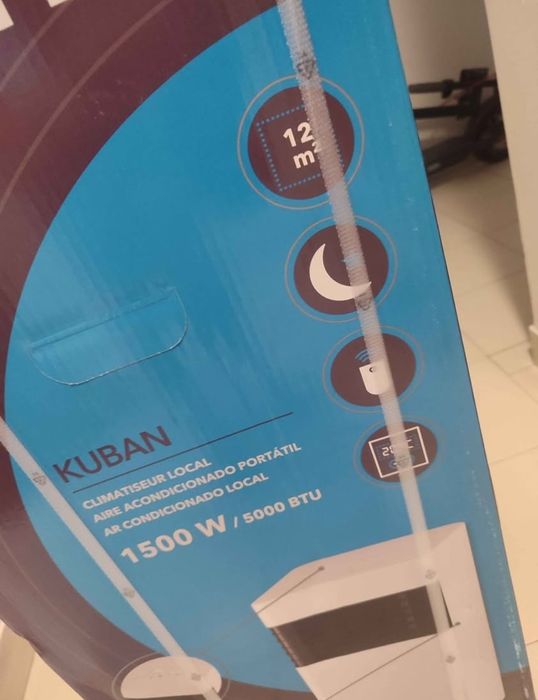 12
m²
KUBAN
CLIMATISEUR LOCAL
AIRE ACONDICIONADO PORTÁTIL
AR CONDICIONADO LOCAL
1500 W / 5000 BTU